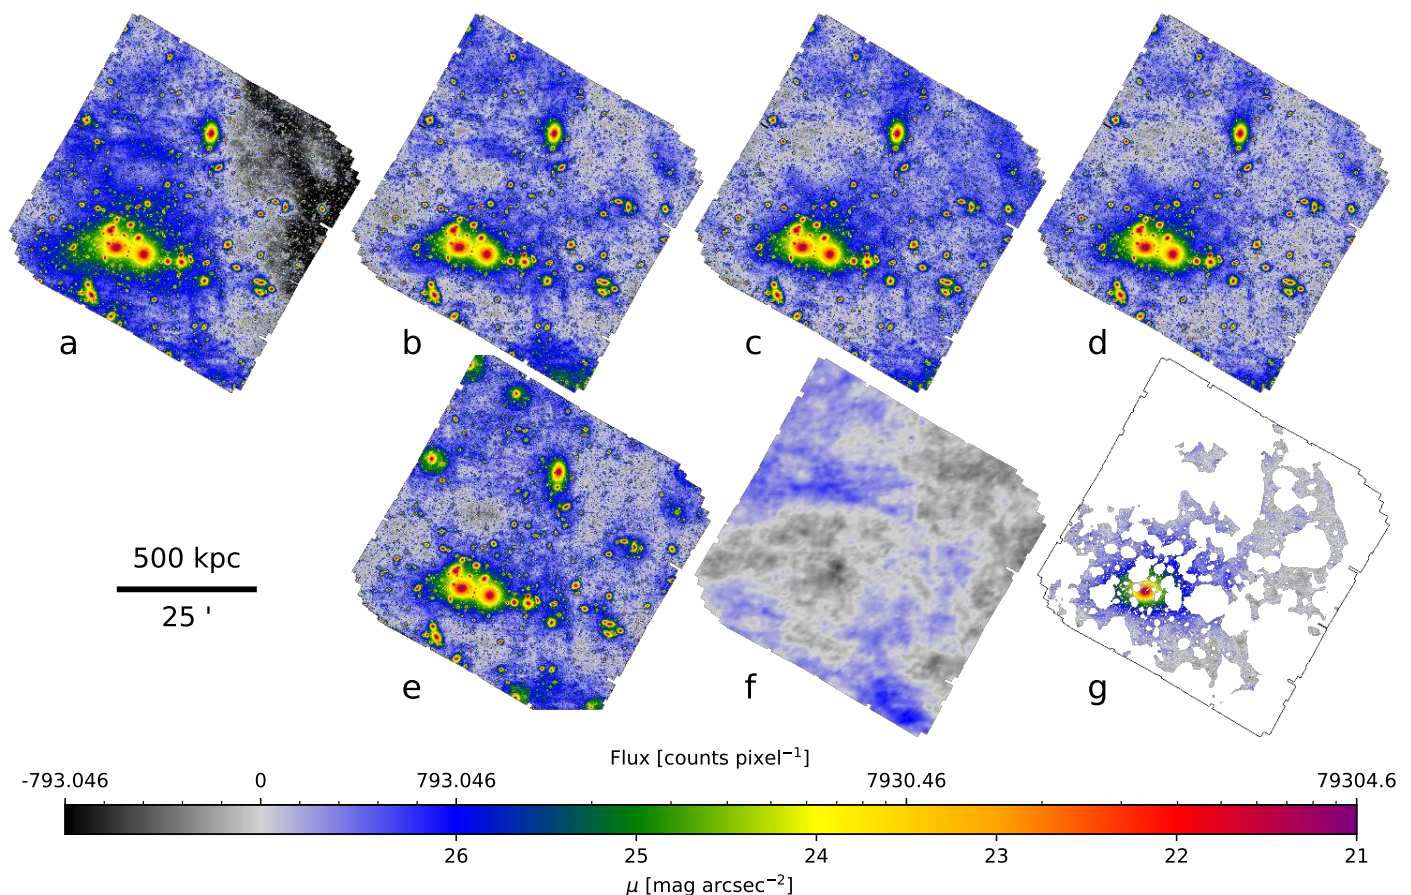 a
b
c
d
500 kpc
25 '
e
f
g
Flux [counts pixel⁻¹]
-793.046 0 793.046 7930.46 79304.6
26 25 24 23 22 21
μ [mag arcsec⁻²]